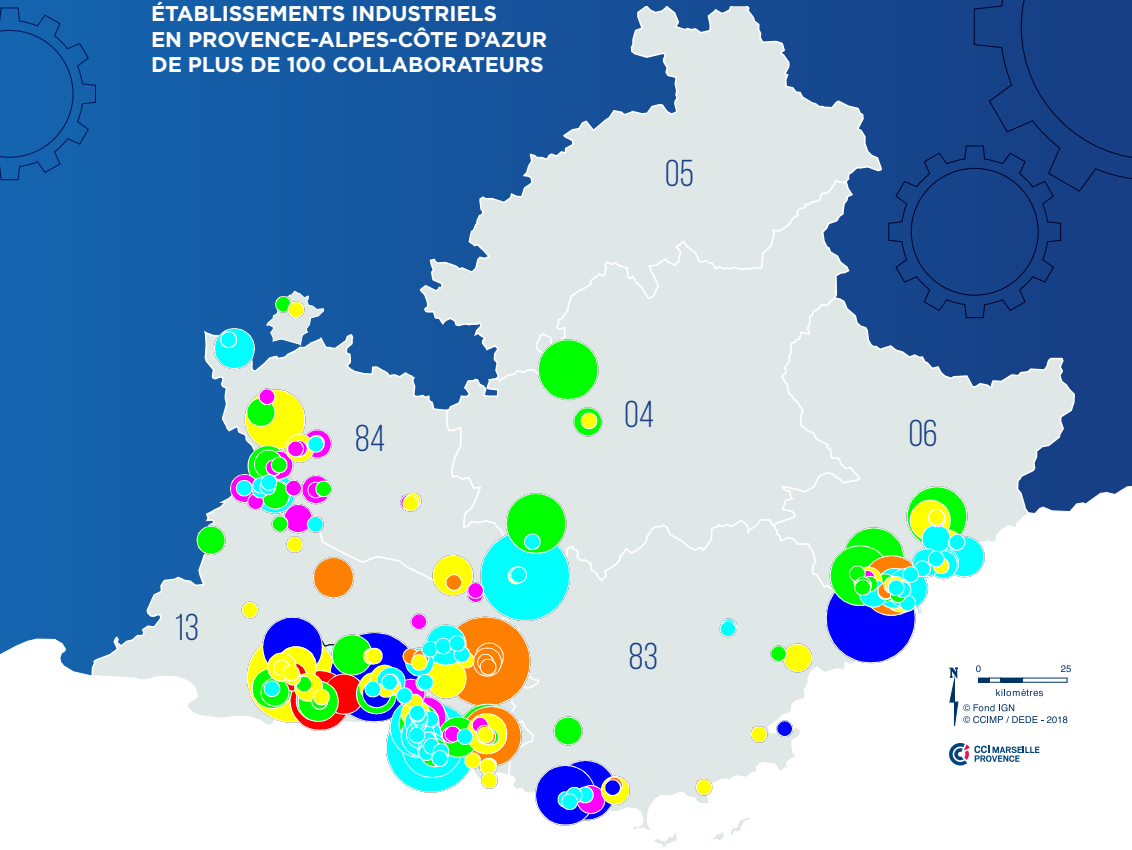 ÉTABLISSEMENTS INDUSTRIELS
EN PROVENCE-ALPES-CÔTE D'AZUR
DE PLUS DE 100 COLLABORATEURS
05
04
84
06
13
83
N
0 25
kilomètres
© Fond IGN
© CCIMP / DEDE - 2018
CCI MARSEILLE
PROVENCE